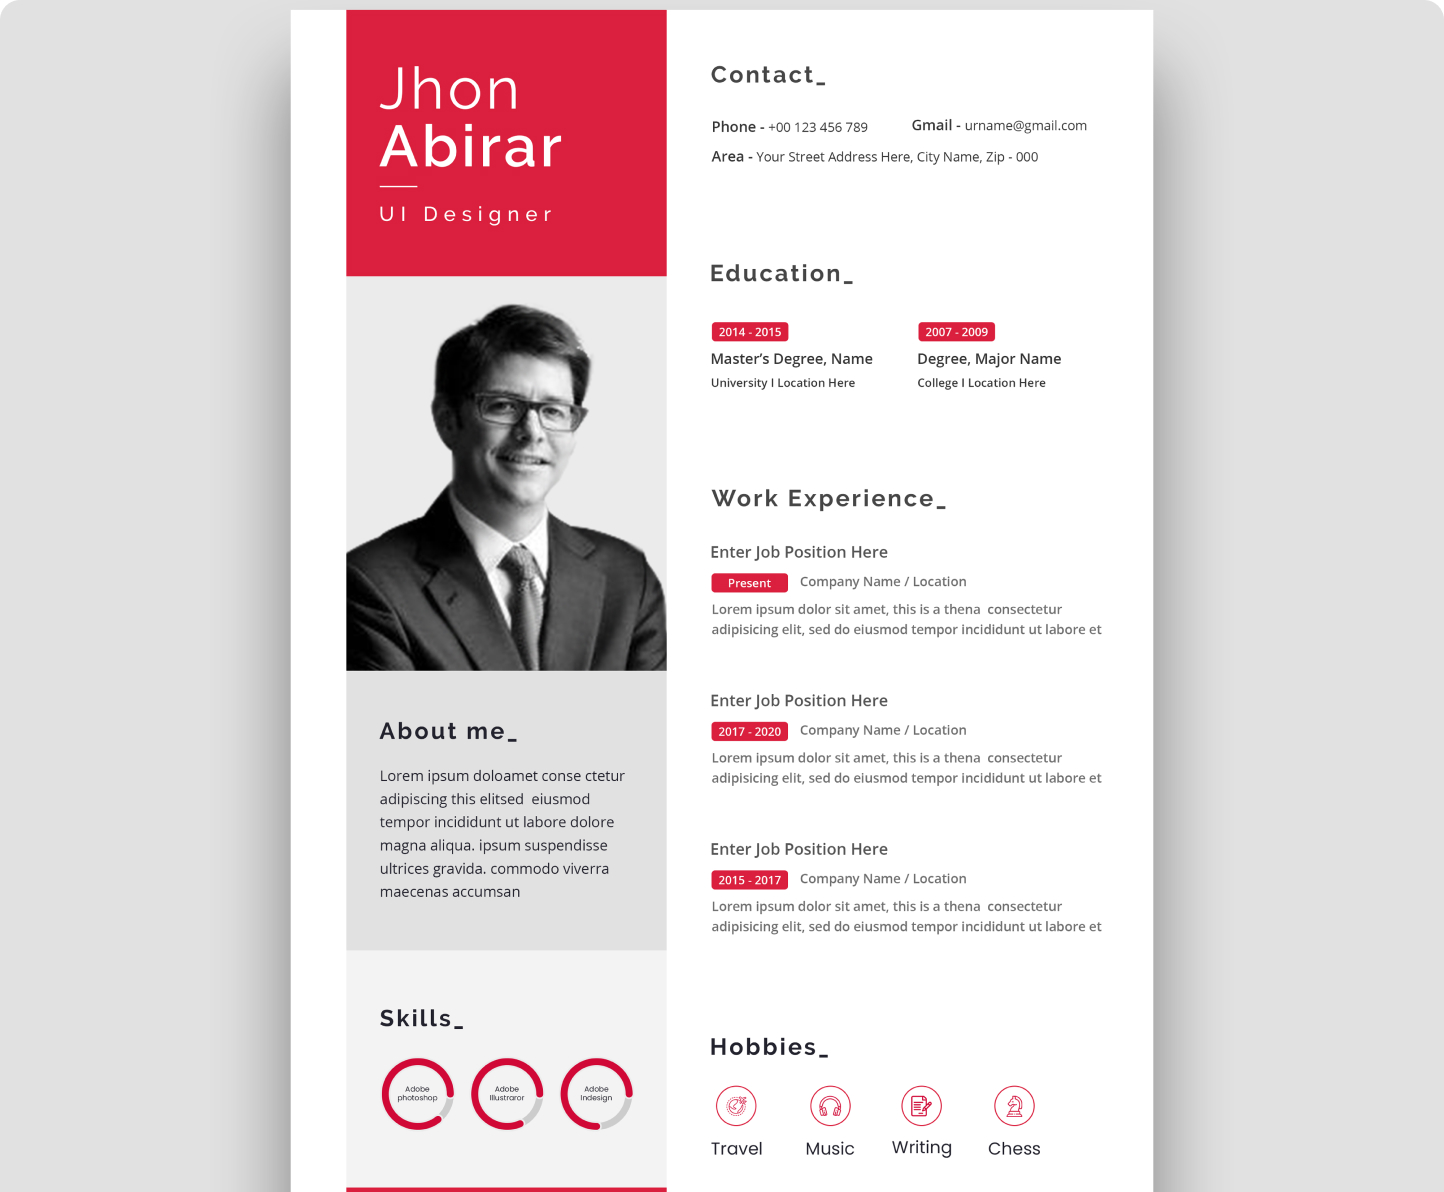 Jhon
Abirar
UI Designer
About me_
Lorem ipsum doloamet conse ctetur
adipiscing this elitsed  eiusmod
tempor incididunt ut labore dolore
magna aliqua. ipsum suspendisse
ultrices gravida. commodo viverra
maecenas accumsan
Skills_
Adobe
photoshop
Adobe
Illustraror
Adobe
Indesign
Contact_
Phone - +00 123 456 789
Gmail - urname@gmail.com
Area - Your Street Address Here, City Name, Zip - 000
Education_
2014 - 2015
Master’s Degree, Name
University I Location Here
2007 - 2009
Degree, Major Name
College I Location Here
Work Experience_
Enter Job Position Here
Present Company Name / Location
Lorem ipsum dolor sit amet, this is a thena  consectetur
adipisicing elit, sed do eiusmod tempor incididunt ut labore et
Enter Job Position Here
2017 - 2020 Company Name / Location
Lorem ipsum dolor sit amet, this is a thena  consectetur
adipisicing elit, sed do eiusmod tempor incididunt ut labore et
Enter Job Position Here
2015 - 2017 Company Name / Location
Lorem ipsum dolor sit amet, this is a thena  consectetur
adipisicing elit, sed do eiusmod tempor incididunt ut labore et
Hobbies_
Travel
Music
Writing
Chess